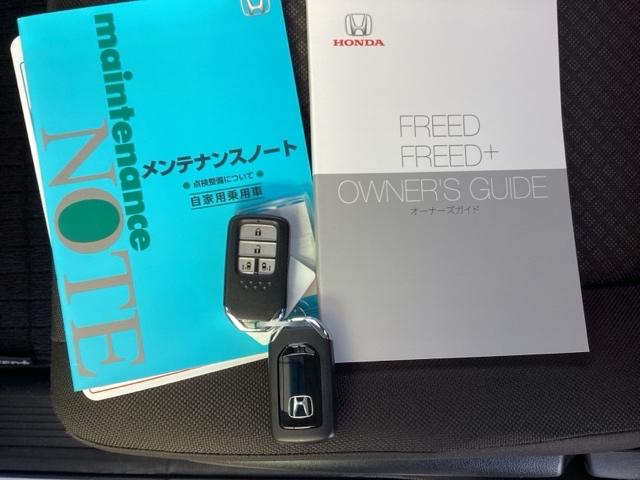 maintenance
NOTE
メンテナンスノート
点検整備について
自家用乗用車
HONDA
FREED
FREED+
OWNER'S GUIDE
オーナーズガイド